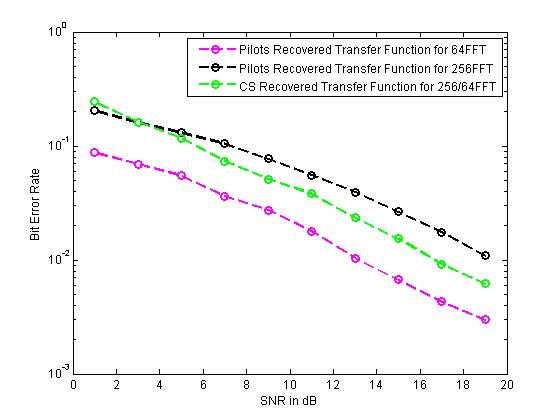 10^0
Pilots Recovered Transfer Function for 64FFT
Pilots Recovered Transfer Function for 256FFT
CS Recovered Transfer Function for 256/64FFT
10^-1
Bit Error Rate
10^-2
10^-3
0 2 4 6 8 10 12 14 16 18 20
SNR in dB